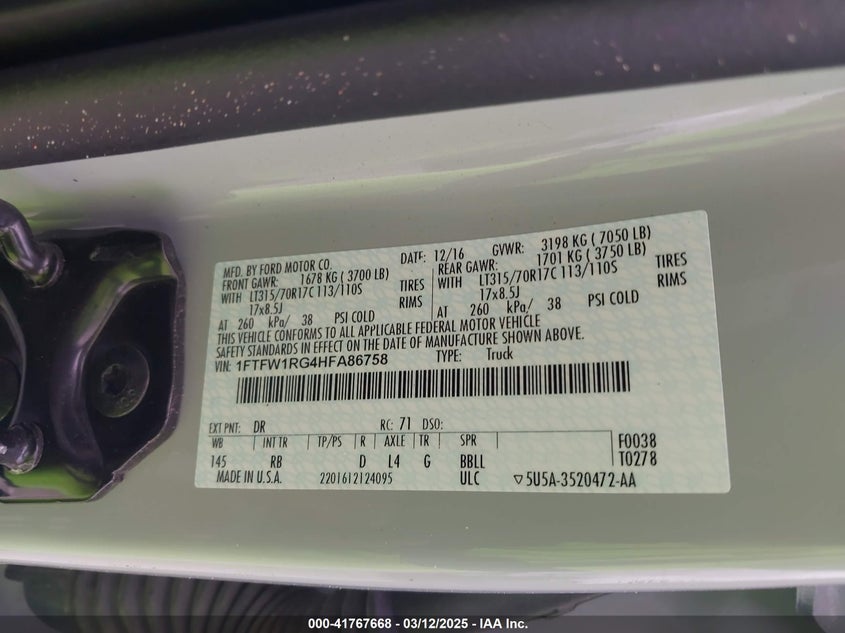 MFD. BY FORD MOTOR CO. DATE: 12/16 GVWR: 3198 KG ( 7050 LB)
FRONT GAWR: 1678 KG ( 3700 LB) REAR GAWR: 1701 KG ( 3750 LB)
WITH LT315/70R17C 113/110S TIRES WITH LT315/70R17C 113/110S TIRES
17x8.5J RIMS 17x8.5J RIMS
AT 260 kPa/ 38 PSI COLD AT 260 kPa/ 38 PSI COLD
THIS VEHICLE CONFORMS TO ALL APPLICABLE FEDERAL MOTOR VEHICLE
SAFETY STANDARDS IN EFFECT ON THE DATE OF MANUFACTURE SHOWN ABOVE.
VIN: 1FTFW1RG4HFA86758 TYPE: Truck
EXT PNT: DR RC: 71 DSO:
WB INT TR TP/PS R AXLE TR SPR F0038
145 RB D L4 G BBLL T0278
MADE IN U.S.A. 2201612124095 ULC ▽5U5A-3520472-AA
000-41767668 - 03/12/2025 - IAA Inc.